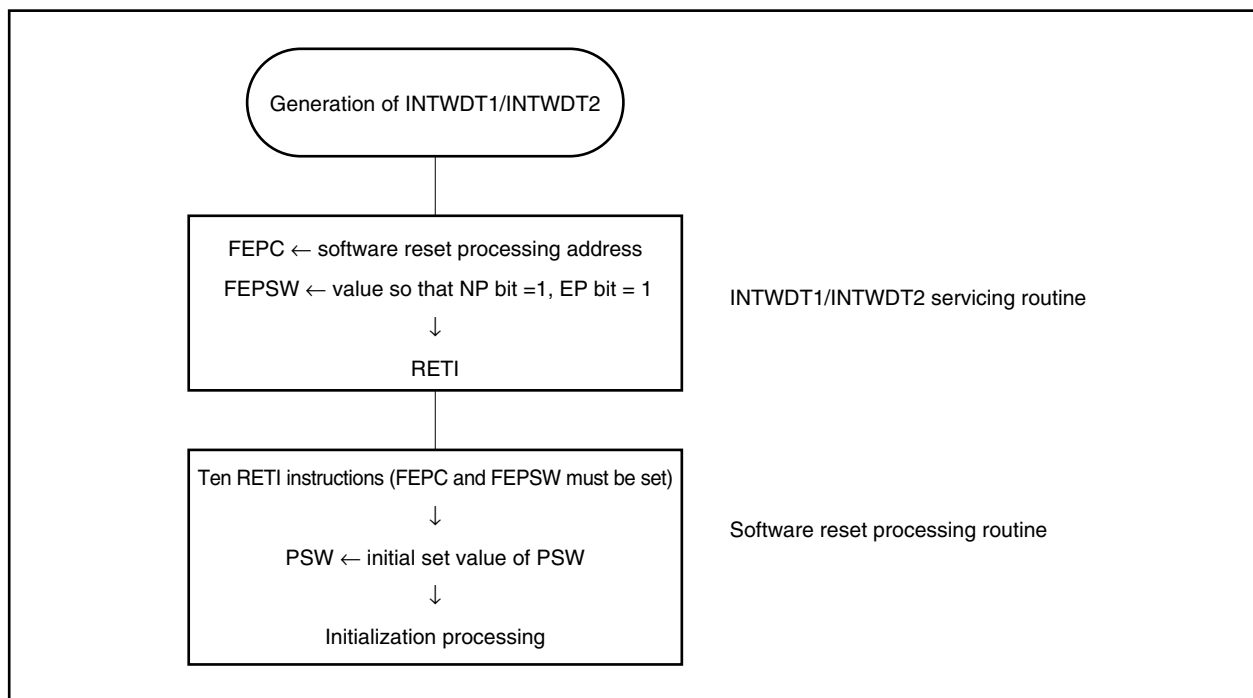 Generation of INTWDT1/INTWDT2
FEPC ← software reset processing address
FEPSW ← value so that NP bit =1, EP bit = 1
↓
RETI
INTWDT1/INTWDT2 servicing routine
Ten RETI instructions (FEPC and FEPSW must be set)
↓
PSW ← initial set value of PSW
↓
Initialization processing
Software reset processing routine